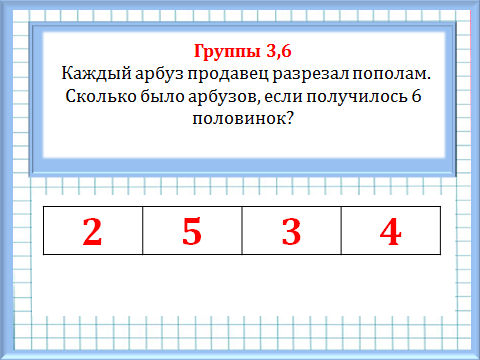 Группы 3,6
Каждый арбуз продавец разрезал пополам.
Сколько было арбузов, если получилось 6
половинок?
2 5 3 4